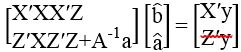 [X′XX′Z] [b̂] = [X′y]
[Z′XZ′Z+A⁻¹a] [â] [Z′y]